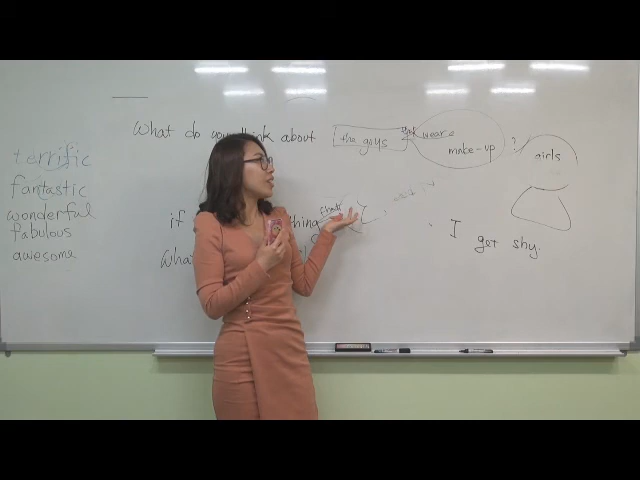 terrific
fantastic
wonderful
fabulous
awesome
What do you think about the guys
wear
make-up
? girls
if thing
What
I get shy.